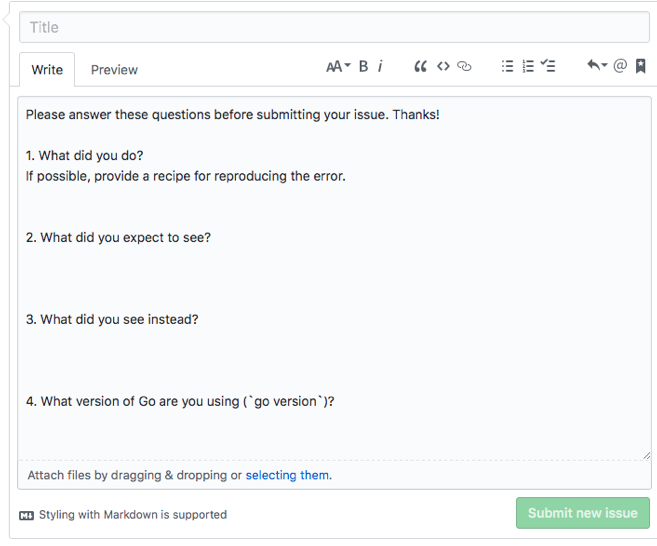 Title
Write Preview AA B i @
Please answer these questions before submitting your issue. Thanks!
1. What did you do?
If possible, provide a recipe for reproducing the error.
2. What did you expect to see?
3. What did you see instead?
4. What version of Go are you using (`go version`)?
Attach files by dragging & dropping or selecting them.
Styling with Markdown is supported
Submit new issue